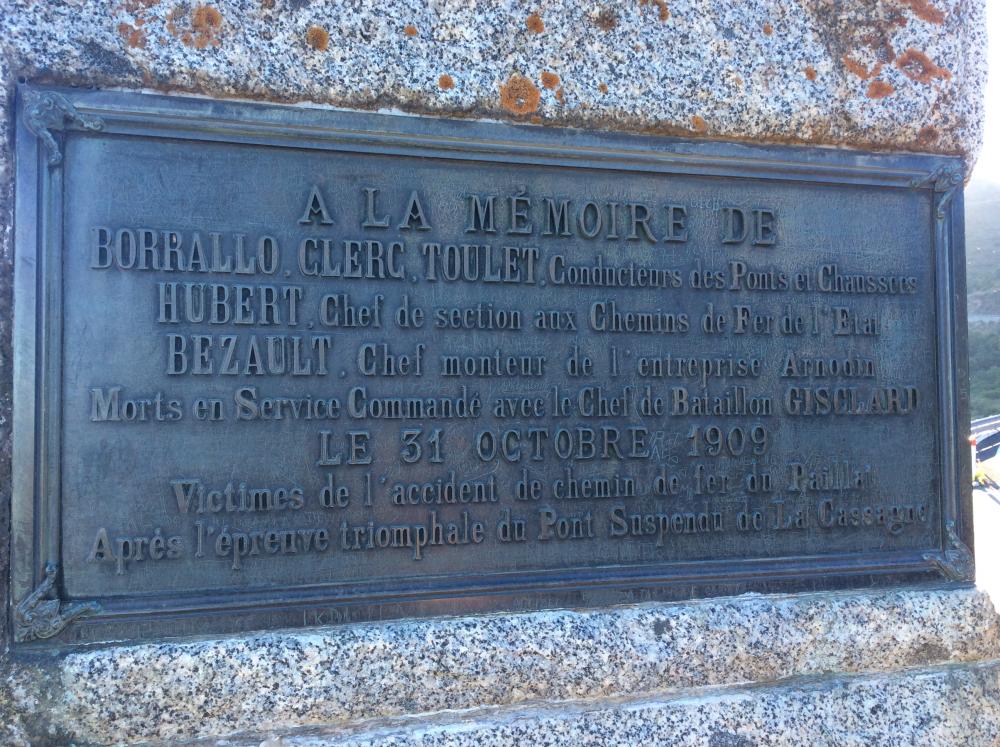 A LA MÉMOIRE DE
BORRALLO, CLERC, TOULET, Conducteurs des Ponts et Chaussees
HUBERT, Chef de section aux Chemins de Fer de l'Etat
BEZAULT, Chef monteur de l'entreprise Arnodin
Morts en Service Commandé avec le Chef de Bataillon GISCLARD
LE 31 OCTOBRE 1909
Victimes de l'accident de chemin de fer du Paillat
Aprés l'épreuve triomphale du Pont Suspendu de La Cassagne